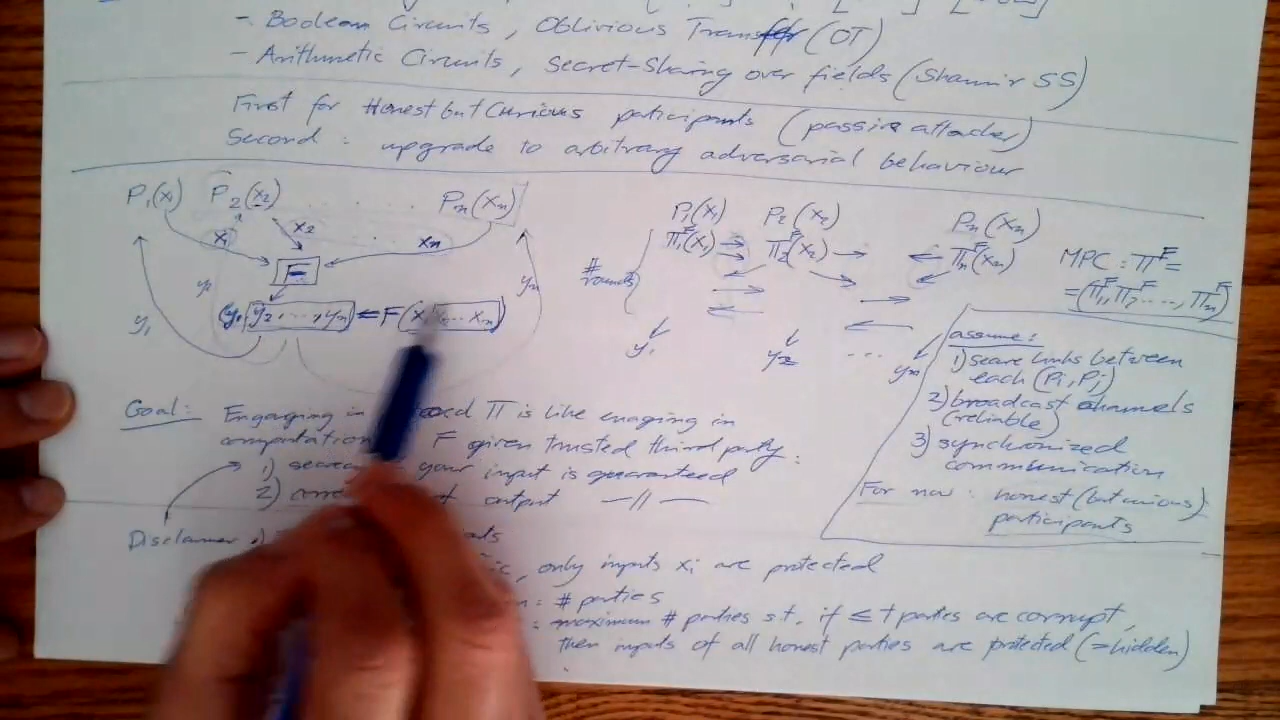 - Boolean Circuits, Oblivious Transfer (OT)
- Arithmetic Circuits, Secret-Sharing over fields (Shamir SS)
First for Honest but Curious participants (passive attacker)
Second: upgrade to arbitrary adversarial behaviour
P1(x1) P2(x2) . . . . Pn(xn)
x1 x2 . . . xn
F
(y1, y2, ..., yn) ← F(x1 ... xn)
y1 yn
P1(x1) P2(x2) Pn(xn)
Π1^F(x1) Π2^F(x2) Πn^F(xn)
# rounds
y1 y2 ... yn
MPC: Π^F =
= (Π1^F, Π2^F, ..., Πn^F)
assume:
1) secure links between
each (Pi, Pj)
2) broadcast channels
(reliable)
3) synchronized
communication
For now: honest (but curious)
participants
Goal: Engaging in Π is like enaging in
computation F given trusted third party:
1) your input is guaranteed
2) output —//—
Disclaimer
, only inputs xi are protected
: # parties
: maximum # parties s.t. if ≤ t parties are corrupt,
then inputs of all honest parties are protected (=hidden)